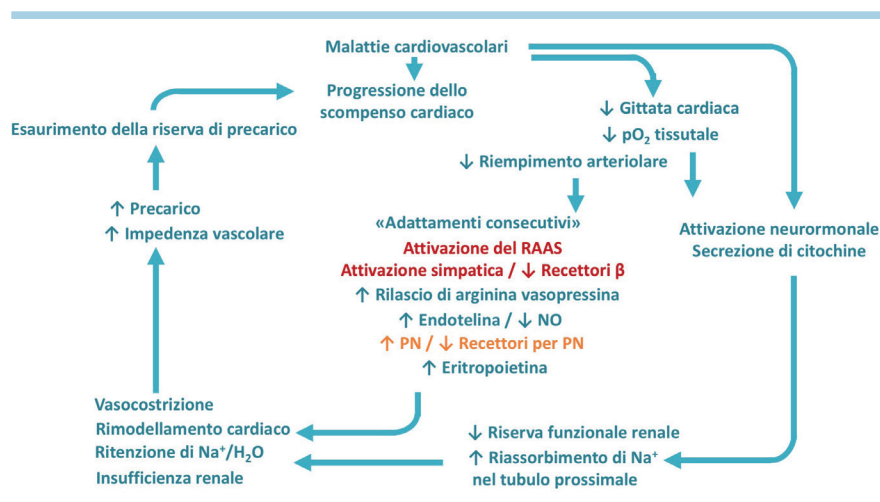 Malattie cardiovascolari
Progressione dello
scompenso cardiaco
Esaurimento della riserva di precarico
↓ Gittata cardiaca
↓ pO₂ tissutale
↓ Riempimento arteriolare
↑ Precarico
↑ Impedenza vascolare
«Adattamenti consecutivi»
Attivazione del RAAS
Attivazione simpatica / ↓ Recettori β
↑ Rilascio di arginina vasopressina
↑ Endotelina / ↓ NO
↑ PN / ↓ Recettori per PN
↑ Eritropoietina
Attivazione neurormonale
Secrezione di citochine
Vasocostrizione
Rimodellamento cardiaco
Ritenzione di Na⁺/H₂O
Insufficienza renale
↓ Riserva funzionale renale
↑ Riassorbimento di Na⁺
nel tubulo prossimale